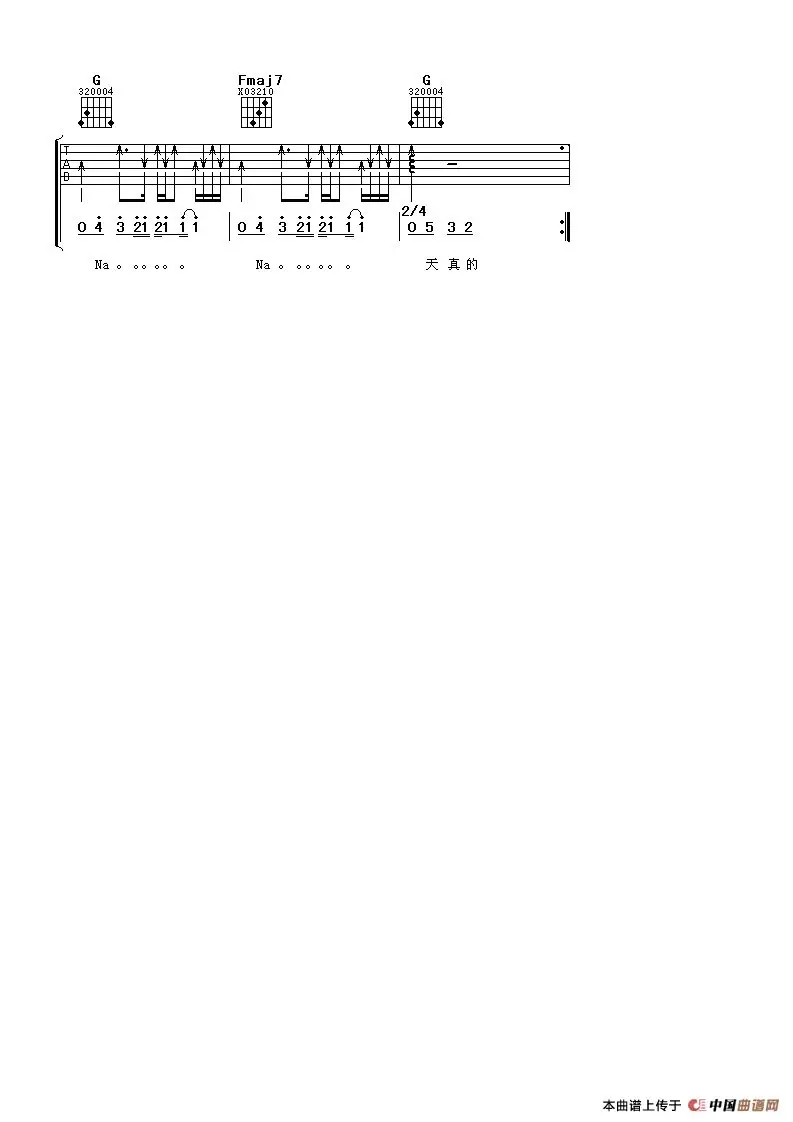 G Fmaj7 G
320004 X03210 320004
T
A
B
2/4
0 4 3 21 21 1 1 0 4 3 21 21 1 1 0 5 3 2
Na 。 。。。。 。 Na 。 。。。。 。 天 真 的
本曲谱上传于 中国曲谱网